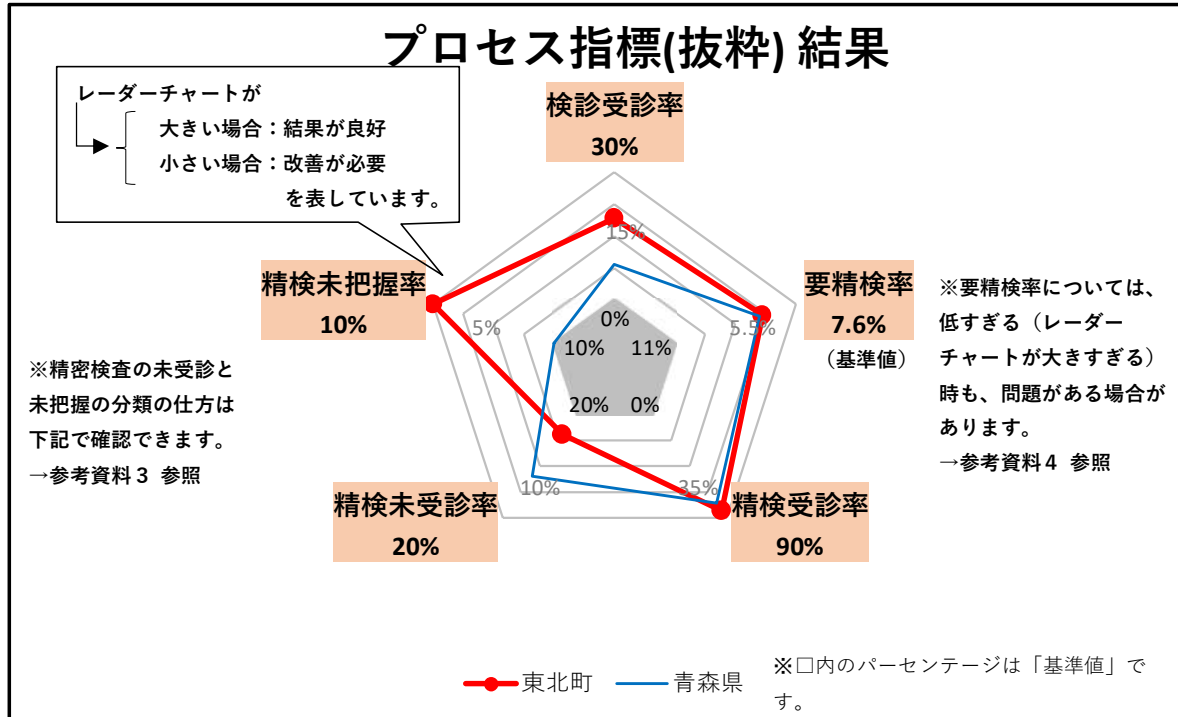 プロセス指標(抜粋) 結果
レーダーチャートが
大きい場合：結果が良好
小さい場合：改善が必要
を表しています。
検診受診率
30%
15%
精検未把握率
10%
5%
要精検率
7.6%
（基準値）
5.5%
0%
10%
11%
20%
0%
※精密検査の未受診と
未把握の分類の仕方は
下記で確認できます。
→参考資料３ 参照
※要精検率については、
低すぎる（レーダー
チャートが大きすぎる）
時も、問題がある場合が
あります。
→参考資料４ 参照
精検未受診率
20%
10%
35%
精検受診率
90%
東北町
青森県
※□内のパーセンテージは「基準値」で
す。